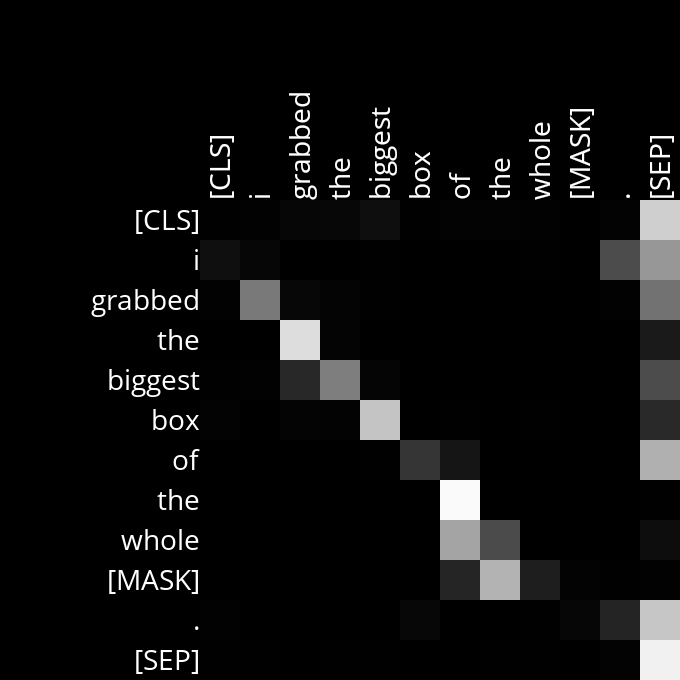 [CLS] i grabbed the biggest box of the whole [MASK] . [SEP]
[CLS]
i
grabbed
the
biggest
box
of
the
whole
[MASK]
.
[SEP]